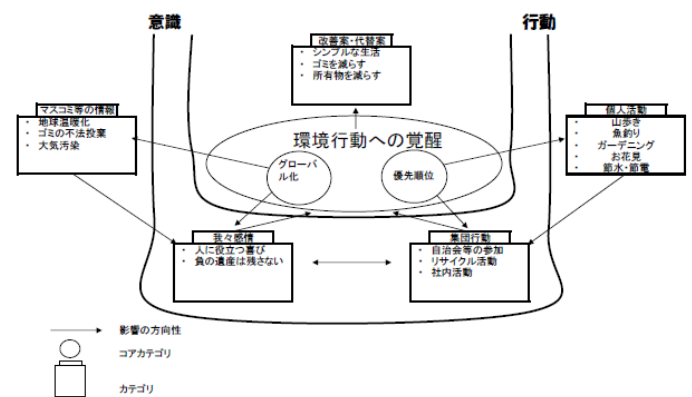 意識
行動
改善案・代替案
・ シンプルな生活
・ ゴミを減らす
・ 所有物を減らす
マスコミ等の情報
・ 地球温暖化
・ ゴミの不法投棄
・ 大気汚染
個人活動
・ 山歩き
・ 魚釣り
・ ガーデニング
・ お花見
・ 節水・節電
環境行動への覚醒
グローバ
ル化
優先順位
我々感情
・ 人に役立つ喜び
・ 負の遺産は残さない
集団行動
・ 自治会等の参加
・ リサイクル活動
・ 社内活動
影響の方向性
コアカテゴリ
カテゴリ